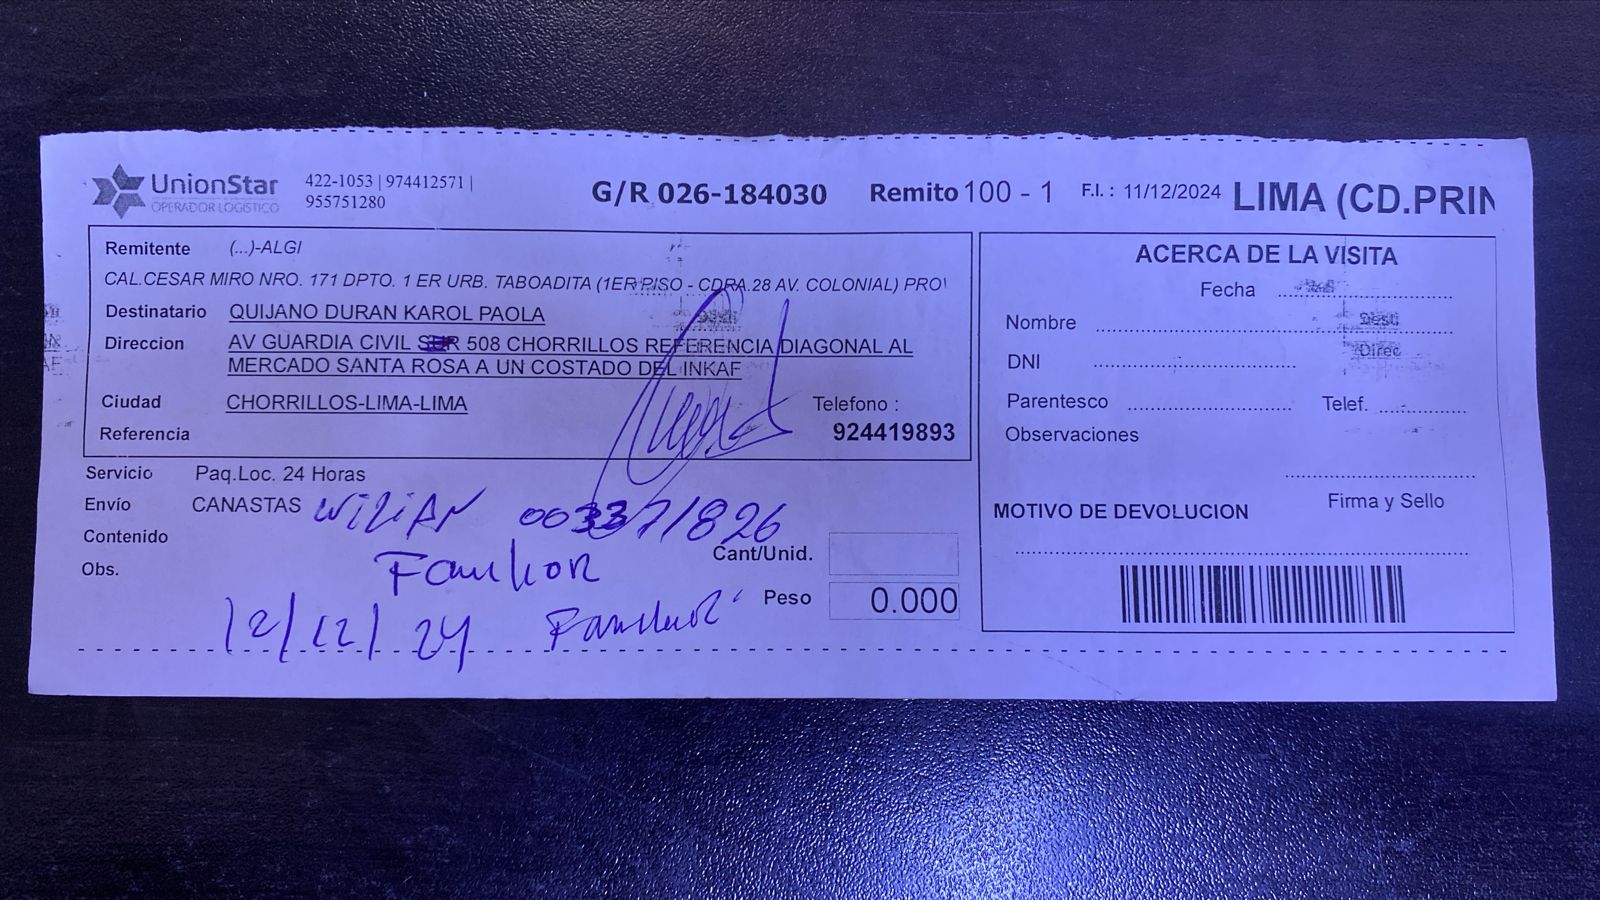 UnionStar
OPERADOR LOGISTICO
422-1053 | 974412571 |
955751280
G/R 026-184030
Remito 100 - 1
F.I. : 11/12/2024
LIMA (CD.PRIN
Remitente (...)-ALGI
CAL.CESAR MIRO NRO. 171 DPTO. 1 ER URB. TABOADITA (1ER PISO - CDRA.28 AV. COLONIAL) PRO
Destinatario QUIJANO DURAN KAROL PAOLA
Direccion AV GUARDIA CIVIL SUR 508 CHORRILLOS REFERENCIA DIAGONAL AL
MERCADO SANTA ROSA A UN COSTADO DEL INKAF
Ciudad CHORRILLOS-LIMA-LIMA
Telefono :
Referencia
924419893
Servicio Paq.Loc. 24 Horas
Envío CANASTAS WiliAN 003371826
Contenido
Cant/Unid.
Obs.
Peso 0.000
12/12/24
ACERCA DE LA VISITA
Fecha
Nombre
DNI
Parentesco Telef.
Observaciones
Firma y Sello
MOTIVO DE DEVOLUCION